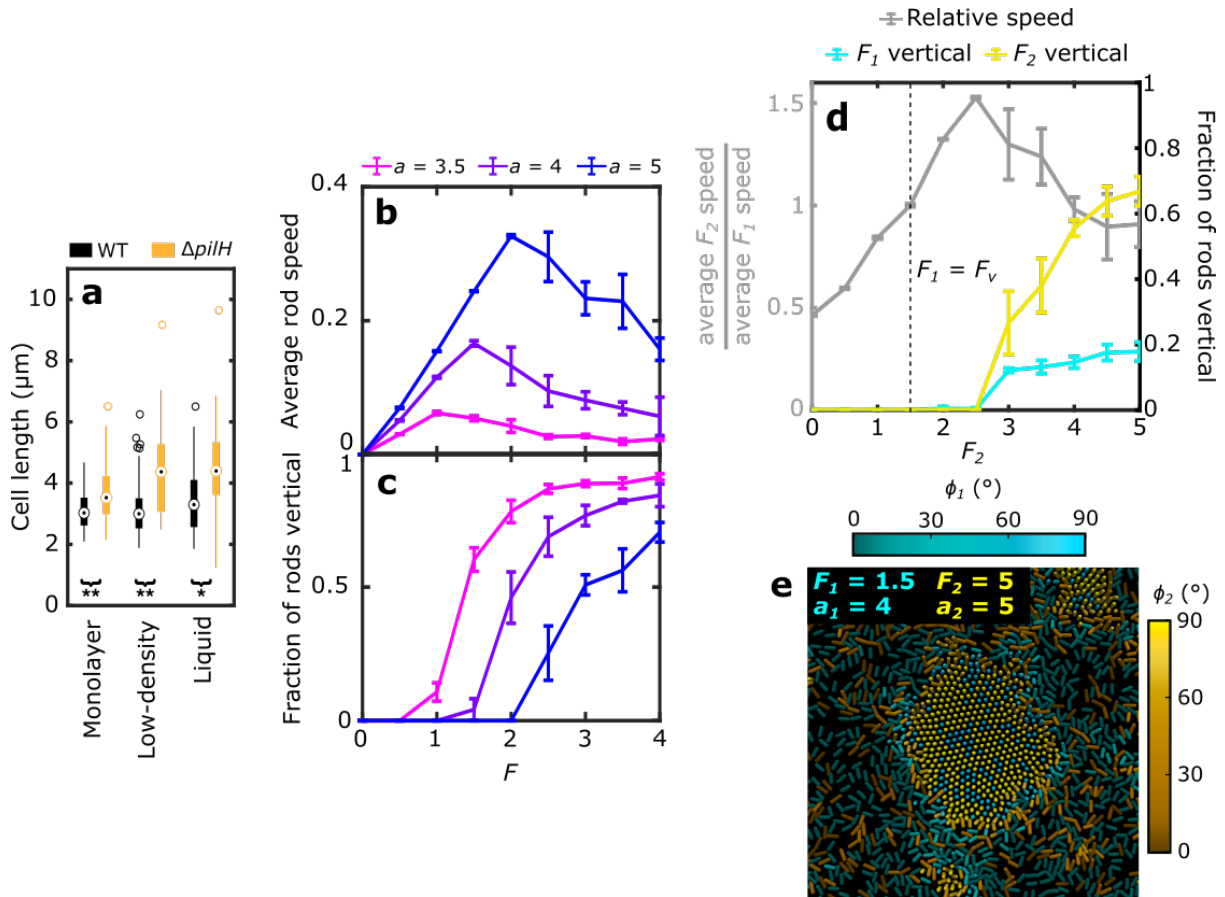 WT ΔpilH
a
Cell length (µm)
10
8
6
4
2
0
** ** *
Monolayer
Low-density
Liquid
a = 3.5 a = 4 a = 5
b
Average rod speed
0.4
0.2
0
c
Fraction of rods vertical
1
0.5
0
0 1 2 3 4
F
Relative speed
F1 vertical F2 vertical
d
average F2 speed
average F1 speed
1.5
1
0.5
0
F1 = Fv
1
0.8
0.6
0.4
0.2
0
Fraction of rods vertical
0 1 2 3 4 5
F2
ϕ1 (°)
0 30 60 90
e
F1 = 1.5 F2 = 5
a1 = 4 a2 = 5
ϕ2 (°)
90
60
30
0